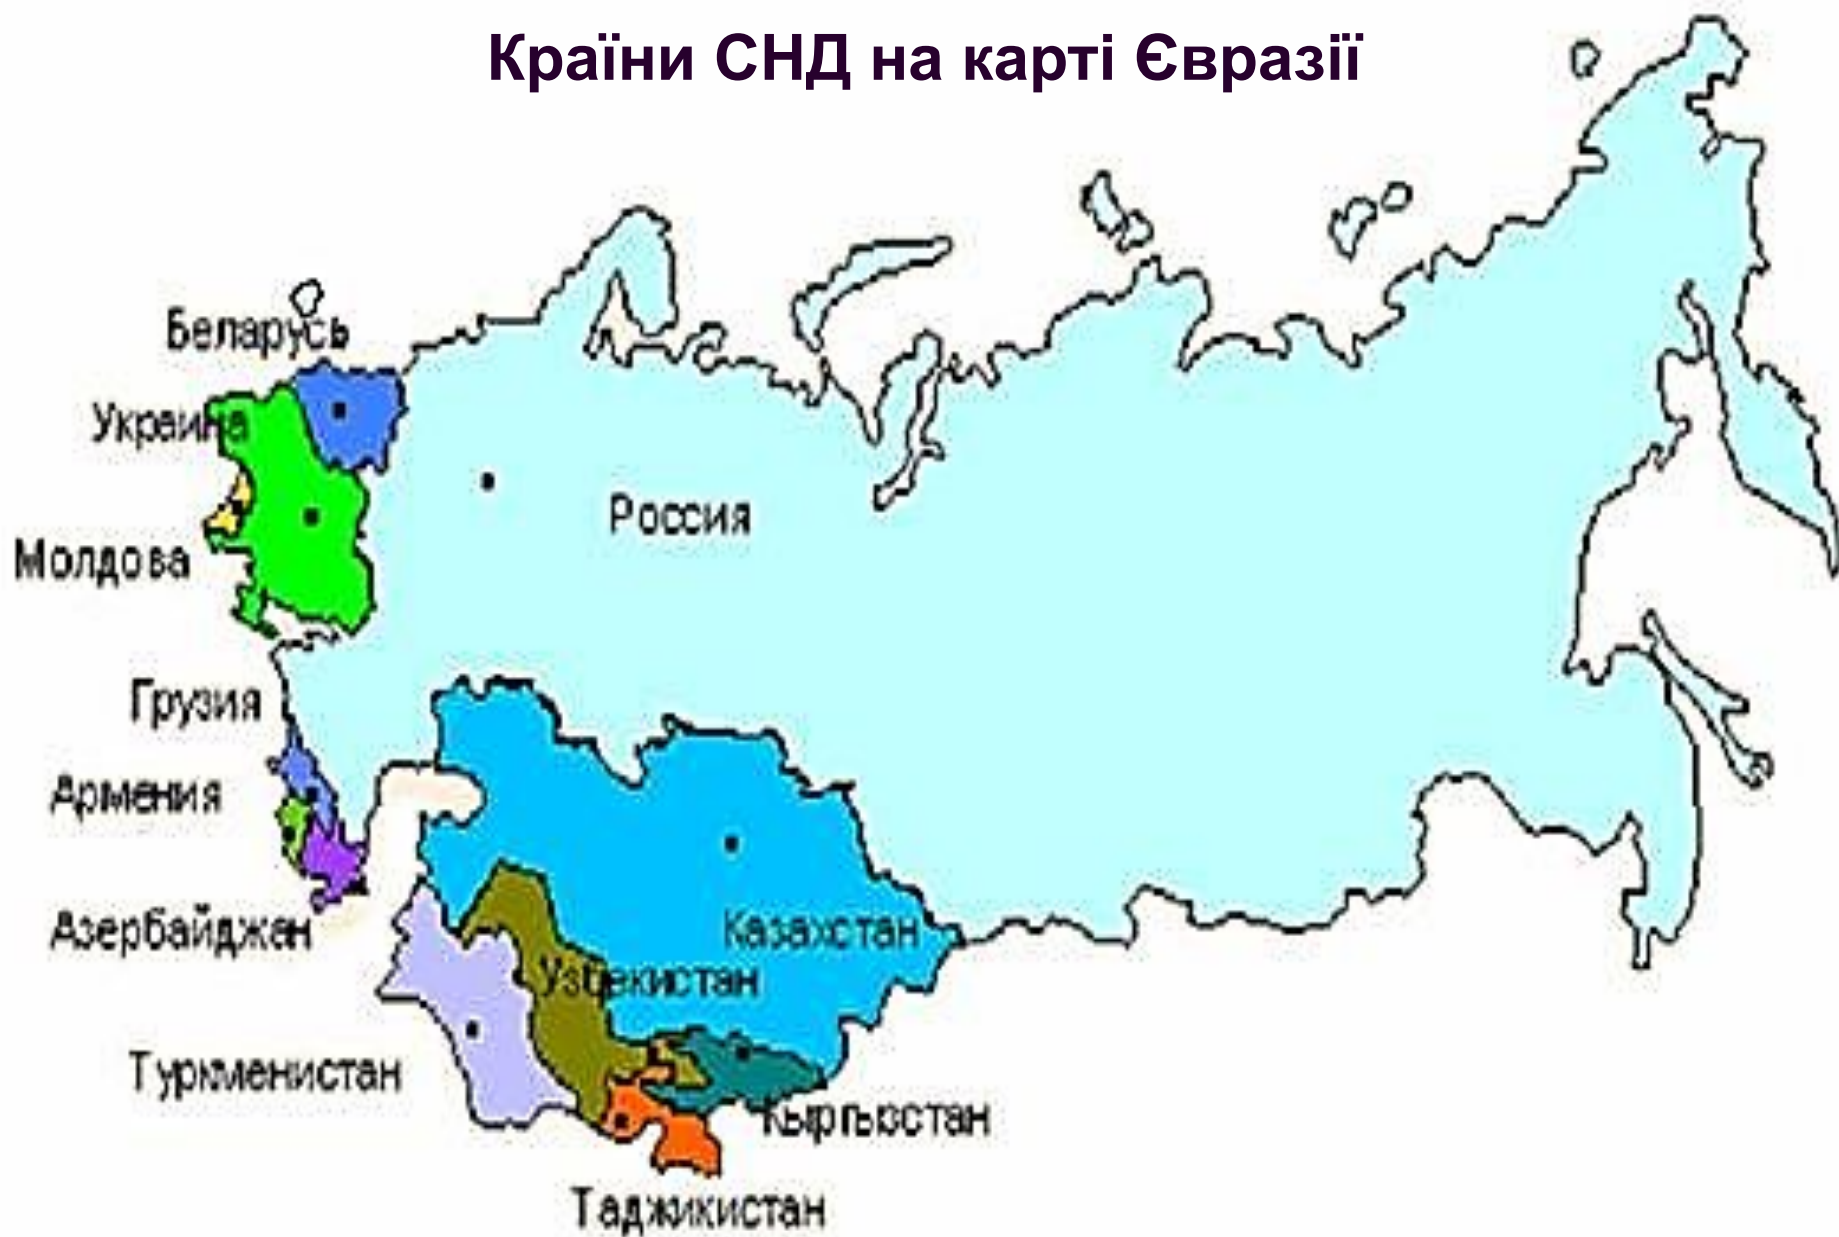 Країни СНД на карті Євразії
Беларусь
Украина
Россия
Молдова
Грузия
Армения
Азербайджан
Казахстан
Узбекистан
Туркменистан
Кыргызстан
Таджикистан